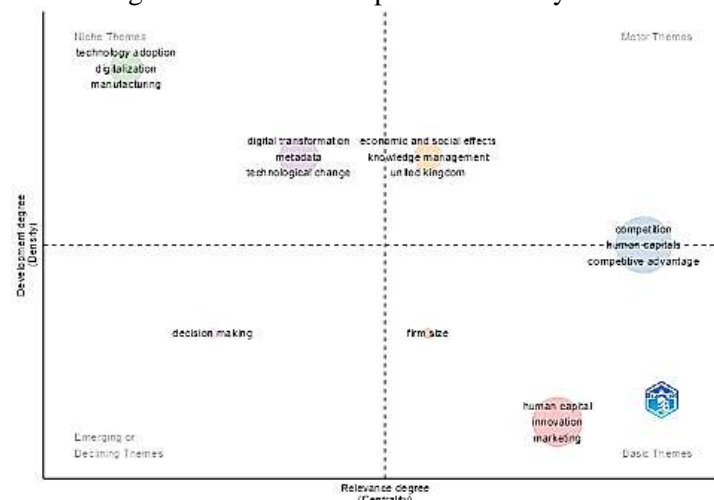 Niche Themes
Motor Themes
technology adoption
digitalization
manufacturing
digital transformation
metadata
technological change
economic and social effects
knowledge management
united kingdom
competition
human capitals
competitive advantage
Development degree
(Density)
decision making
firm size
human capital
innovation
marketing
Emerging or
Declining Themes
Basic Themes
Relevance degree
(Centrality)